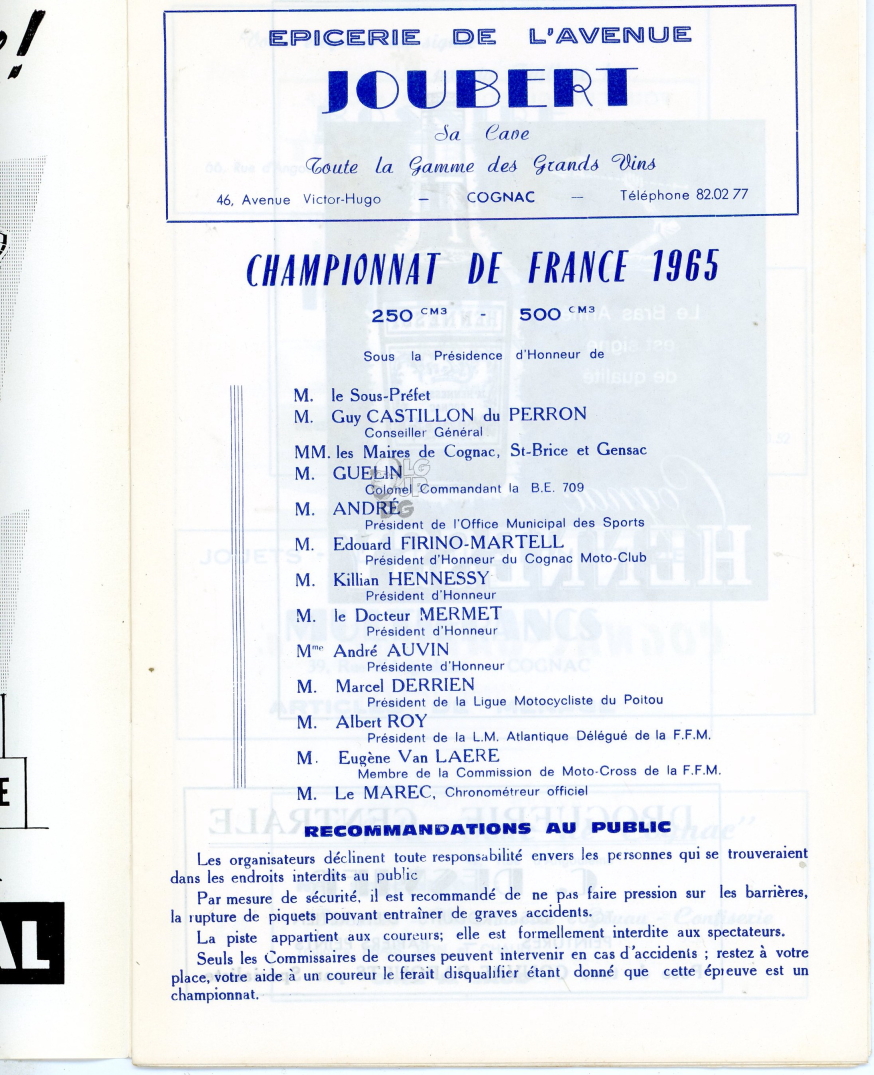 !
EPICERIE DE L'AVENUE
JOUBERT
Sa Cave
Toute la Gamme des Grands Vins
46, Avenue Victor-Hugo — COGNAC — Téléphone 82.02 77
CHAMPIONNAT DE FRANCE 1965
250 CM3 - 500 CM3
Sous la Présidence d'Honneur de
M. le Sous-Préfet
M. Guy CASTILLON du PERRON
Conseiller Général
MM. les Maires de Cognac, St-Brice et Gensac
M. GUELIN
Colonel Commandant la B.E. 709
M. ANDRÉ
Président de l'Office Municipal des Sports
M. Edouard FIRINO-MARTELL
Président d'Honneur du Cognac Moto-Club
M. Killian HENNESSY
Président d'Honneur
M. le Docteur MERMET
Président d'Honneur
Mme André AUVIN
Présidente d'Honneur
M. Marcel DERRIEN
Président de la Ligue Motocycliste du Poitou
M. Albert ROY
Président de la L.M. Atlantique Délégué de la F.F.M.
M. Eugène Van LAERE
Membre de la Commission de Moto-Cross de la F.F.M.
M. Le MAREC, Chronométreur officiel
RECOMMANDATIONS AU PUBLIC
Les organisateurs déclinent toute responsabilité envers les personnes qui se trouveraient
dans les endroits interdits au public
Par mesure de sécurité, il est recommandé de ne pas faire pression sur les barrières,
la rupture de piquets pouvant entraîner de graves accidents.
La piste appartient aux coureurs; elle est formellement interdite aux spectateurs.
Seuls les Commissaires de courses peuvent intervenir en cas d'accidents ; restez à votre
place, votre aide à un coureur le ferait disqualifier étant donné que cette épreuve est un
championnat.
E
AL